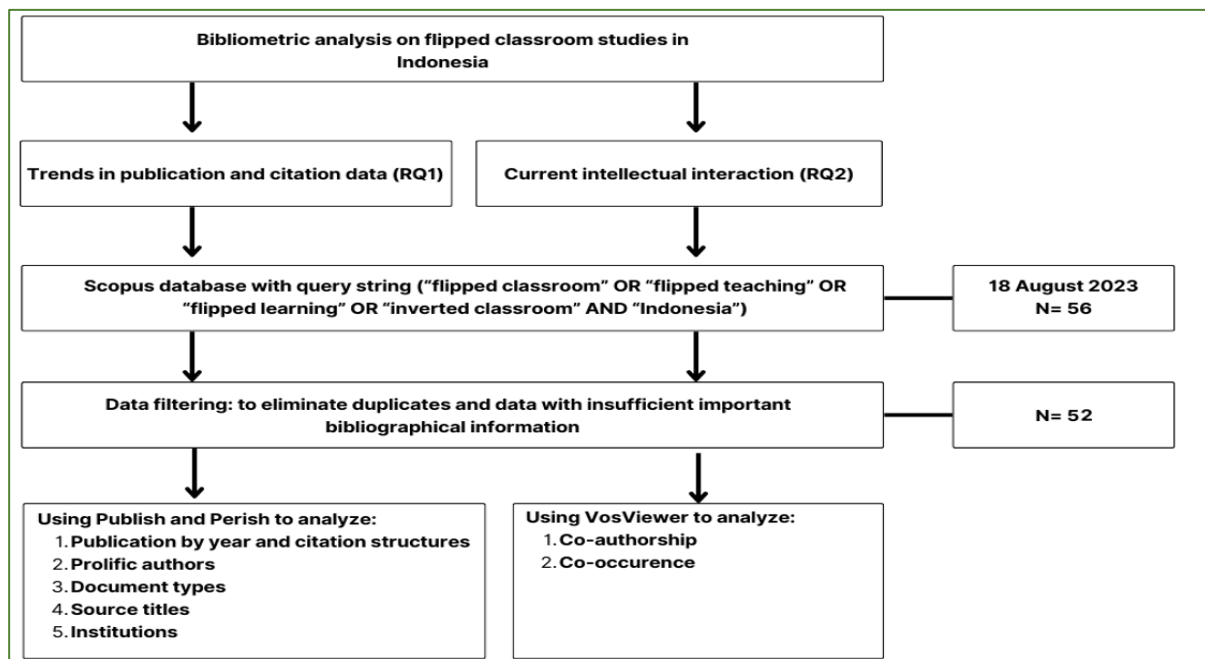 Bibliometric analysis on flipped classroom studies in
Indonesia
Trends in publication and citation data (RQ1)
Current intellectual interaction (RQ2)
Scopus database with query string (“flipped classroom” OR “flipped teaching” OR
“flipped learning” OR “inverted classroom” AND “Indonesia”)
18 August 2023
N= 56
Data filtering: to eliminate duplicates and data with insufficient important
bibliographical information
N= 52
Using Publish and Perish to analyze:
1. Publication by year and citation structures
2. Prolific authors
3. Document types
4. Source titles
5. Institutions
Using VosViewer to analyze:
1. Co-authorship
2. Co-occurence